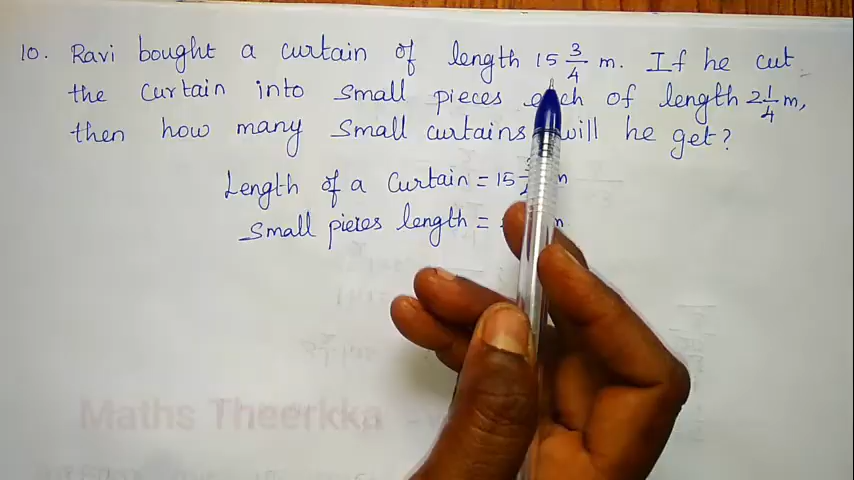 10. Ravi bought a curtain of length 15 3/4 m. If he cut
the curtain into small pieces each of length 2 1/4 m,
then how many small curtains will he get?
Length of a curtain = 15 m
Small pieces length = m
Maths Theerkka